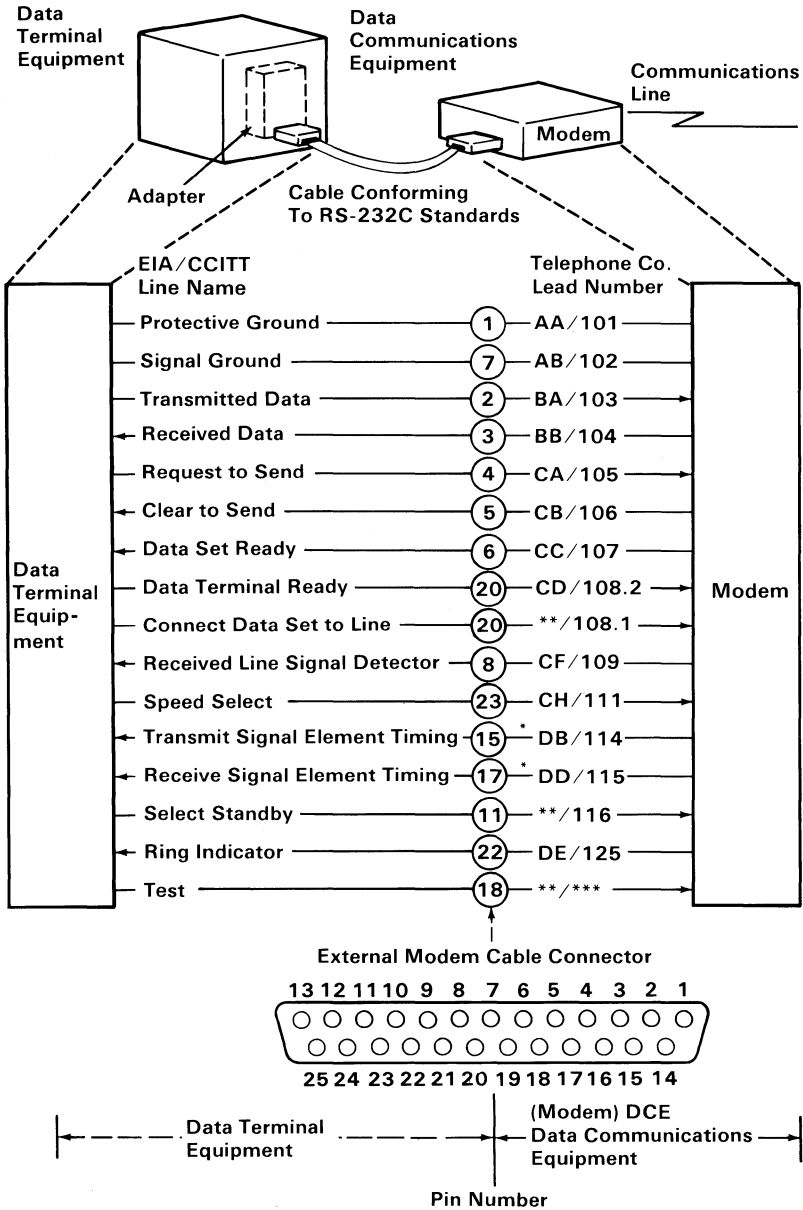 Data
Terminal
Equipment
Data
Communications
Equipment
Communications
Line
Modem
Adapter
Cable Conforming
To RS-232C Standards
EIA/CCITT
Line Name
Telephone Co.
Lead Number
Protective Ground 1 AA/101
Signal Ground 7 AB/102
Transmitted Data 2 BA/103
Received Data 3 BB/104
Request to Send 4 CA/105
Clear to Send 5 CB/106
Data Set Ready 6 CC/107
Data Terminal Ready 20 CD/108.2
Connect Data Set to Line 20 **/108.1
Received Line Signal Detector 8 CF/109
Speed Select 23 CH/111
Transmit Signal Element Timing 15 * DB/114
Receive Signal Element Timing 17 * DD/115
Select Standby 11 **/116
Ring Indicator 22 DE/125
Test 18 **/***
Data
Terminal
Equip-
ment
Modem
External Modem Cable Connector
13 12 11 10 9 8 7 6 5 4 3 2 1
25 24 23 22 21 20 19 18 17 16 15 14
Data Terminal
Equipment
(Modem) DCE
Data Communications
Equipment
Pin Number